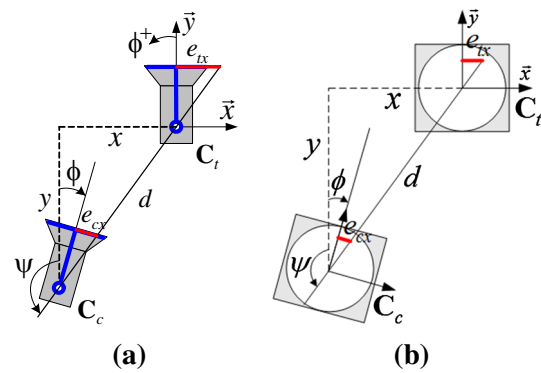 ϕ⁺
y⃗
e_tx
x⃗
x
C_t
ϕ
y
e_cx
d
ψ
C_c
(a)
y⃗
e_tx
x⃗
x
C_t
y
ϕ
d
e_cx
ψ
C_c
(b)